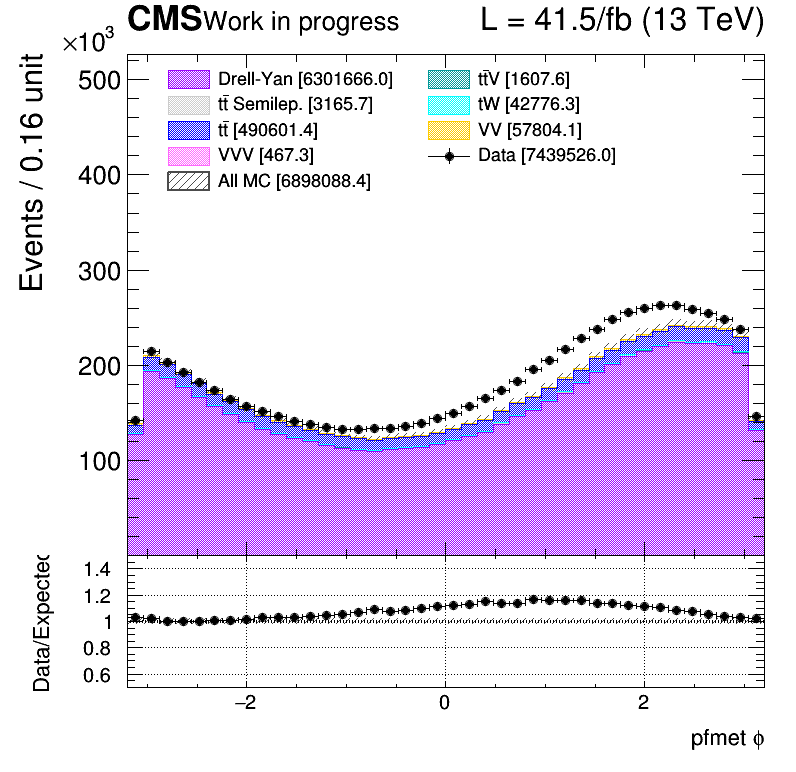 CMS Work in progress L = 41.5/fb (13 TeV)
×10³
Events / 0.16 unit
500
400
300
200
100
Drell-Yan [6301666.0]
tt̄ Semilep. [3165.7]
tt̄ [490601.4]
VVV [467.3]
All MC [6898088.4]
tt̄V [1607.6]
tW [42776.3]
VV [57804.1]
Data [7439526.0]
Data/Expected
1.4
1.2
1
0.8
0.6
−2 0 2
pfmet ϕ